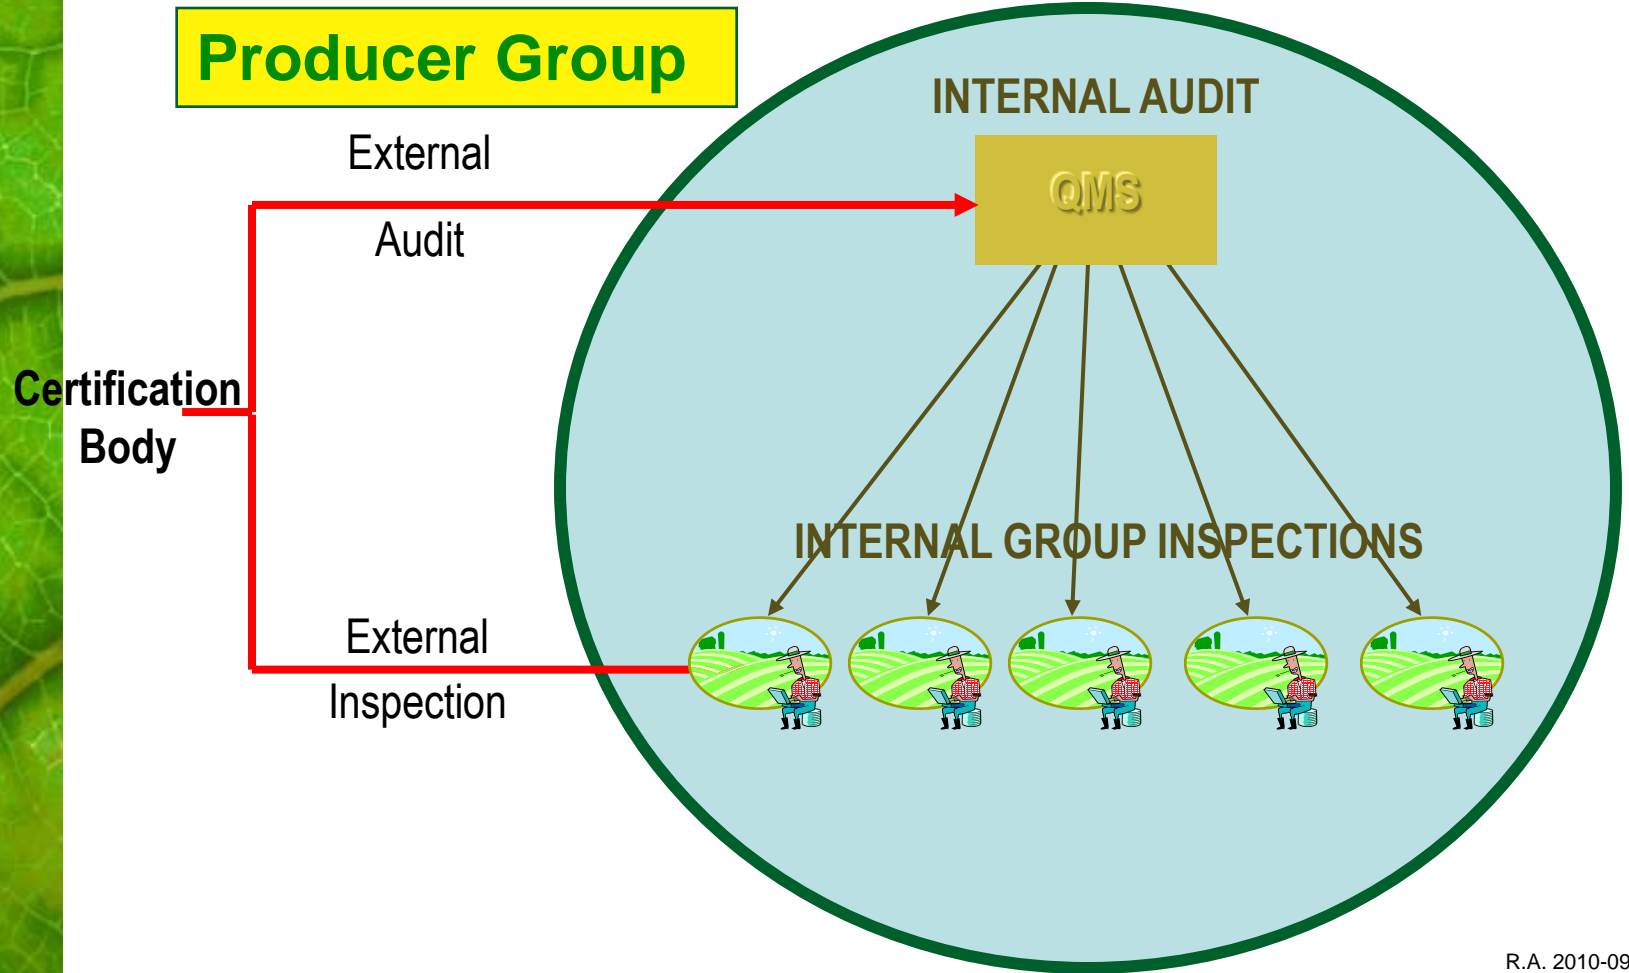 Producer Group
INTERNAL AUDIT
External
QMS
Audit
Certification
Body
INTERNAL GROUP INSPECTIONS
External
Inspection
R.A. 2010-09